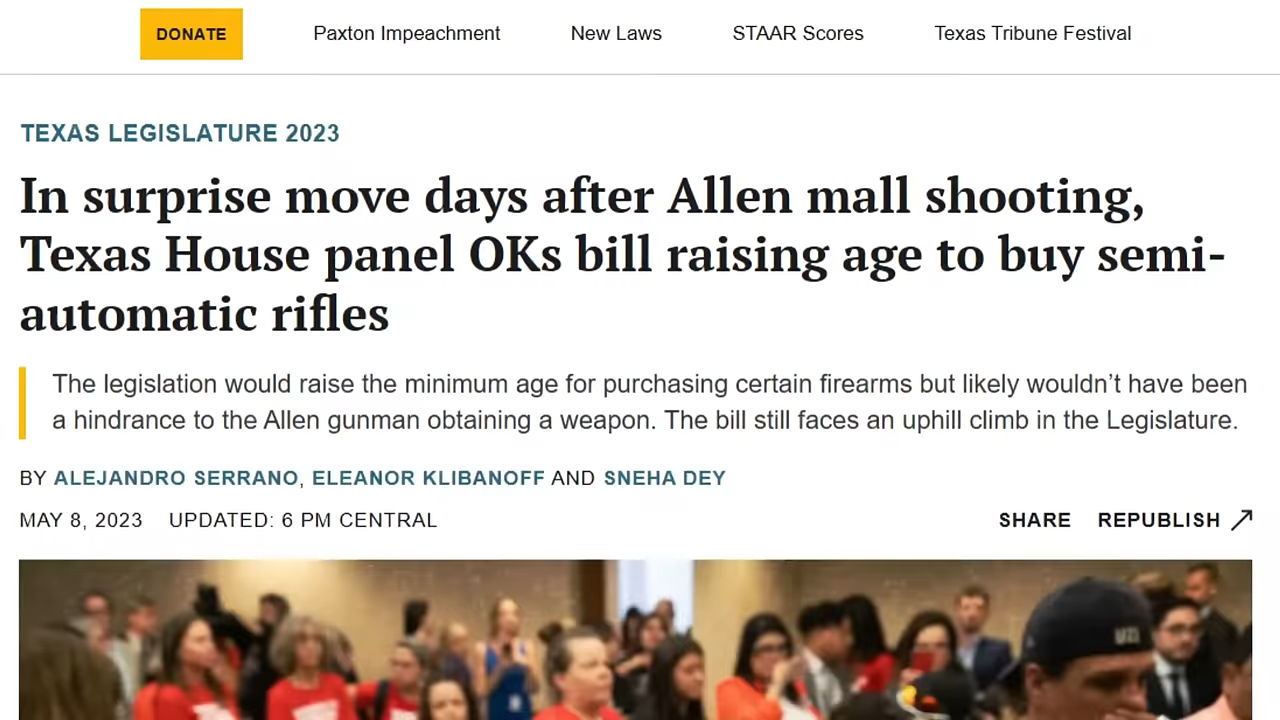 DONATE Paxton Impeachment New Laws STAAR Scores Texas Tribune Festival
TEXAS LEGISLATURE 2023
In surprise move days after Allen mall shooting,
Texas House panel OKs bill raising age to buy semi-
automatic rifles
The legislation would raise the minimum age for purchasing certain firearms but likely wouldn’t have been
a hindrance to the Allen gunman obtaining a weapon. The bill still faces an uphill climb in the Legislature.
BY ALEJANDRO SERRANO, ELEANOR KLIBANOFF AND SNEHA DEY
MAY 8, 2023 UPDATED: 6 PM CENTRAL SHARE REPUBLISH
UZI